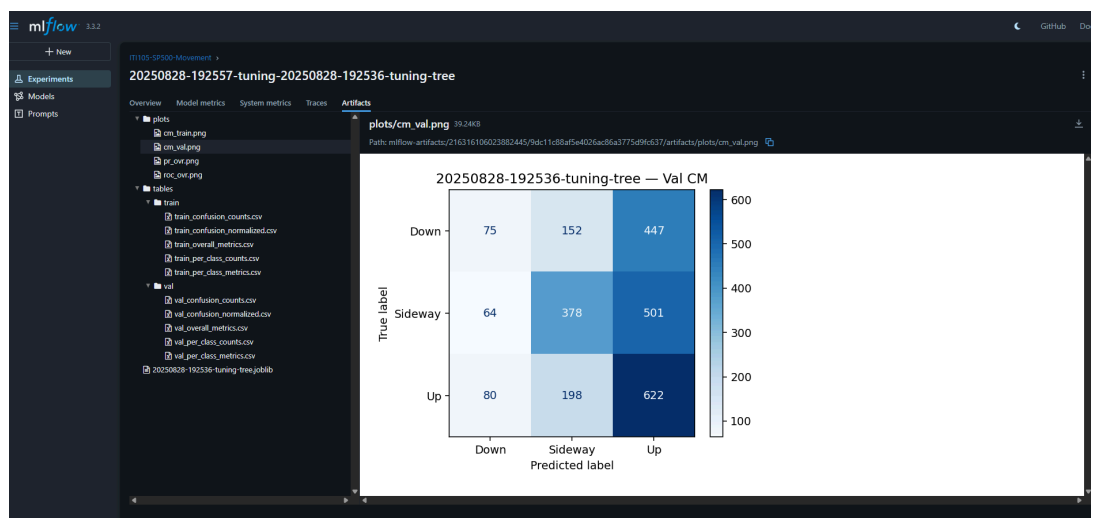 mlflow 3.3.2
GitHub Do
+ New
Experiments
Models
Prompts
ITI105-SP500-Movement >
20250828-192557-tuning-20250828-192536-tuning-tree
Overview Model metrics System metrics Traces Artifacts
plots
cm_train.png
cm_val.png
pr_ovr.png
roc_ovr.png
tables
train
train_confusion_counts.csv
train_confusion_normalized.csv
train_overall_metrics.csv
train_per_class_counts.csv
train_per_class_metrics.csv
val
val_confusion_counts.csv
val_confusion_normalized.csv
val_overall_metrics.csv
val_per_class_counts.csv
val_per_class_metrics.csv
20250828-192536-tuning-tree.joblib
plots/cm_val.png 39.24KB
Path: mlflow-artifacts:/216316106023882445/9dc11c88af5e4026ac86a3775d9fc637/artifacts/plots/cm_val.png
20250828-192536-tuning-tree — Val CM
True label
Down 75 152 447
Sideway 64 378 501
Up 80 198 622
Down Sideway Up
Predicted label
600
500
400
300
200
100